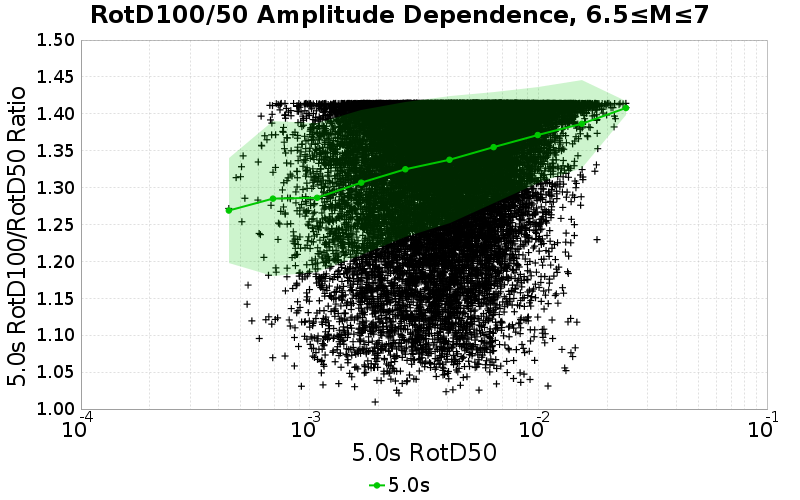 RotD100/50 Amplitude Dependence, 6.5≤M≤7
5.0s RotD100/RotD50 Ratio
1.50
1.45
1.40
1.35
1.30
1.25
1.20
1.15
1.10
1.05
1.00
10-4 10-3 10-2 10-1
5.0s RotD50
5.0s